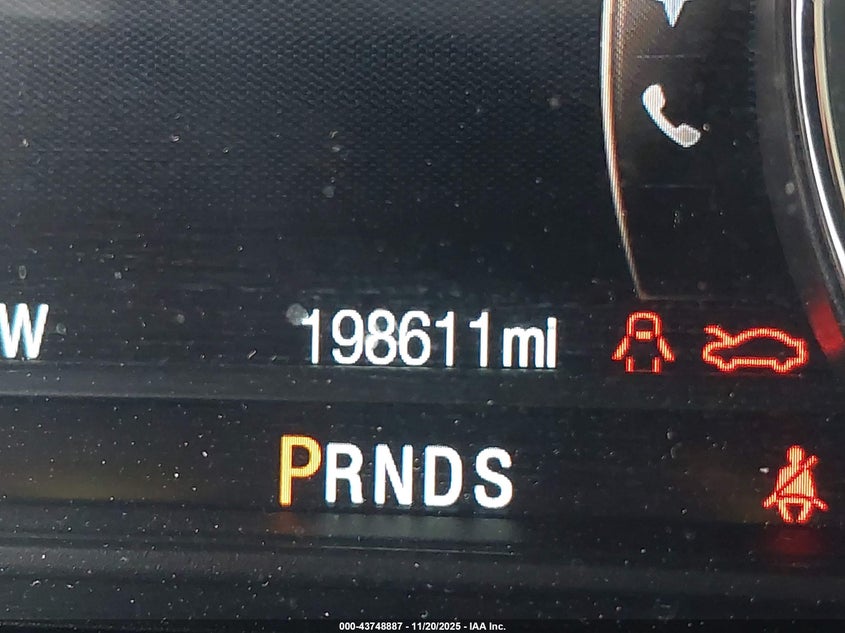 W 198611mi
PRNDS
000-43748887 - 11/20/2025 - IAA Inc.